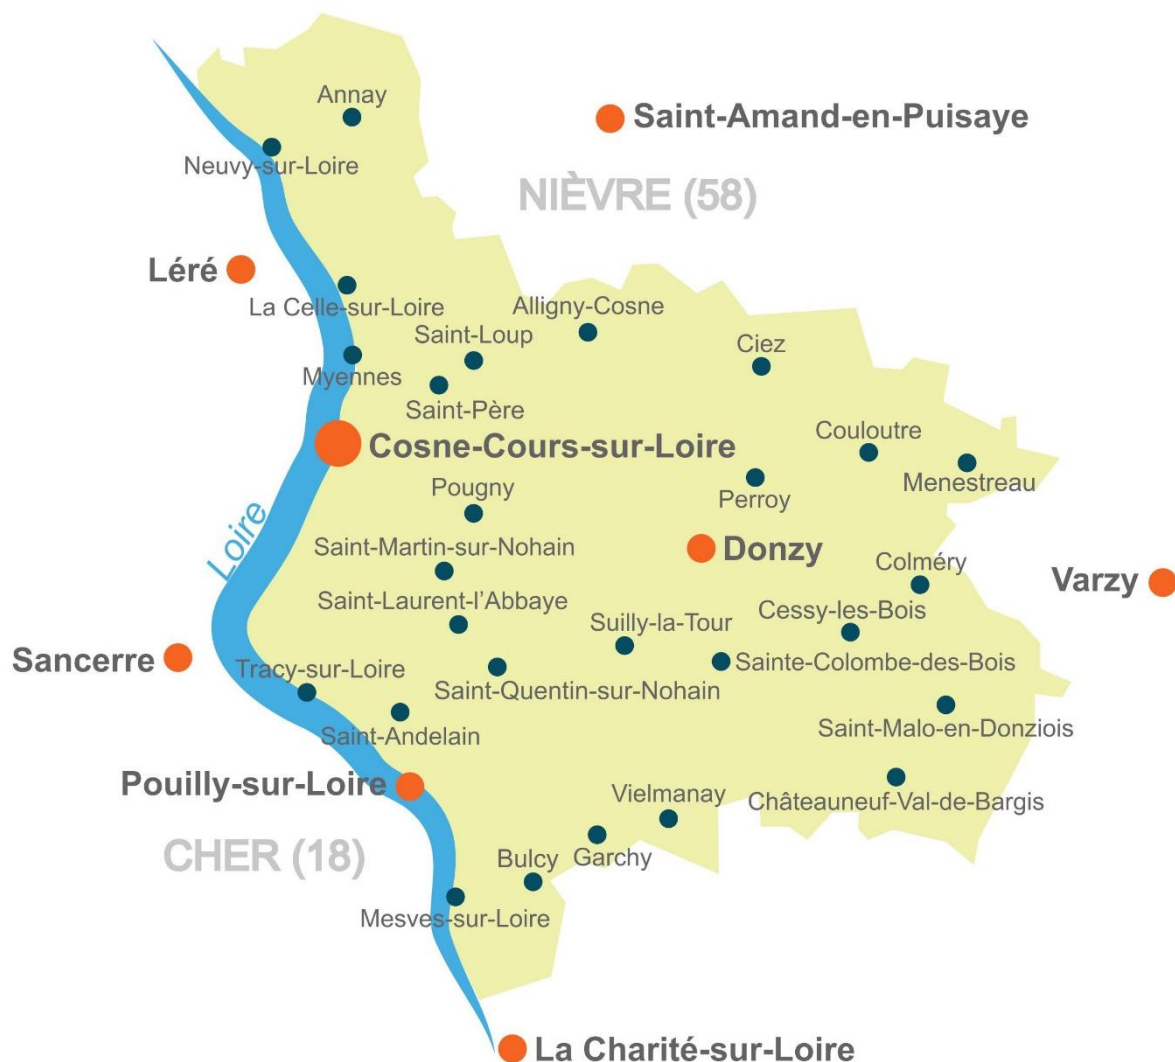 Annay
Saint-Amand-en-Puisaye
Neuvy-sur-Loire
NIÈVRE (58)
Léré
La Celle-sur-Loire
Alligny-Cosne
Saint-Loup
Ciez
Myennes
Saint-Père
Couloutre
Cosne-Cours-sur-Loire
Menestreau
Pougny
Perroy
Loire
Saint-Martin-sur-Nohain
Donzy
Colméry
Varzy
Saint-Laurent-l’Abbaye
Cessy-les-Bois
Suilly-la-Tour
Sancerre
Tracy-sur-Loire
Sainte-Colombe-des-Bois
Saint-Quentin-sur-Nohain
Saint-Andelain
Saint-Malo-en-Donziois
Pouilly-sur-Loire
Vielmanay
Châteauneuf-Val-de-Bargis
CHER (18)
Bulcy
Garchy
Mesves-sur-Loire
La Charité-sur-Loire